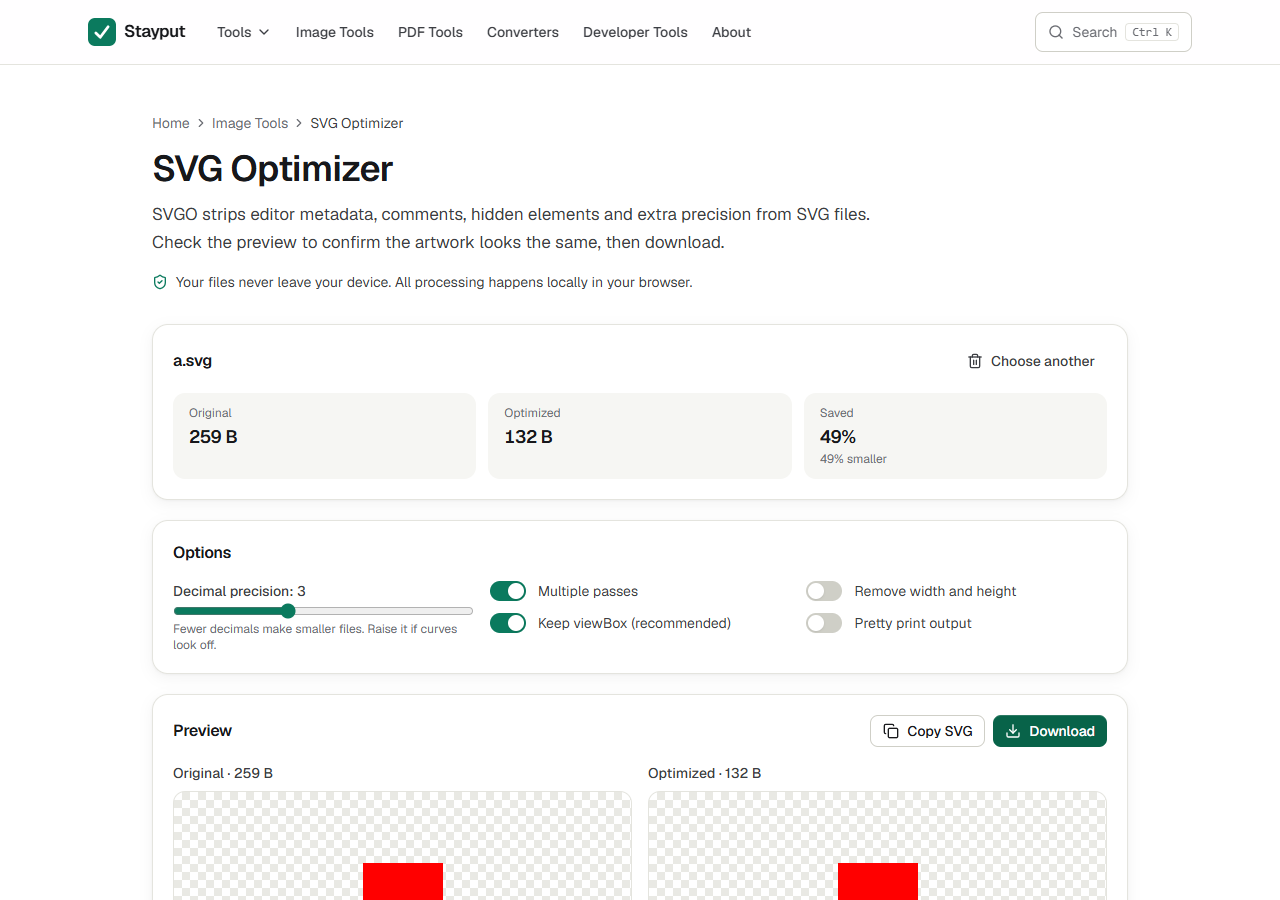 Stayput
Tools
Image Tools
PDF Tools
Converters
Developer Tools
About
Search
Ctrl K
Home
Image Tools
SVG Optimizer
SVG Optimizer
SVGO strips editor metadata, comments, hidden elements and extra precision from SVG files.
Check the preview to confirm the artwork looks the same, then download.
Your files never leave your device. All processing happens locally in your browser.
a.svg
Choose another
Original
259 B
Optimized
132 B
Saved
49%
49% smaller
Options
Decimal precision: 3
Fewer decimals make smaller files. Raise it if curves
look off.
Multiple passes
Keep viewBox (recommended)
Remove width and height
Pretty print output
Preview
Copy SVG
Download
Original · 259 B
Optimized · 132 B